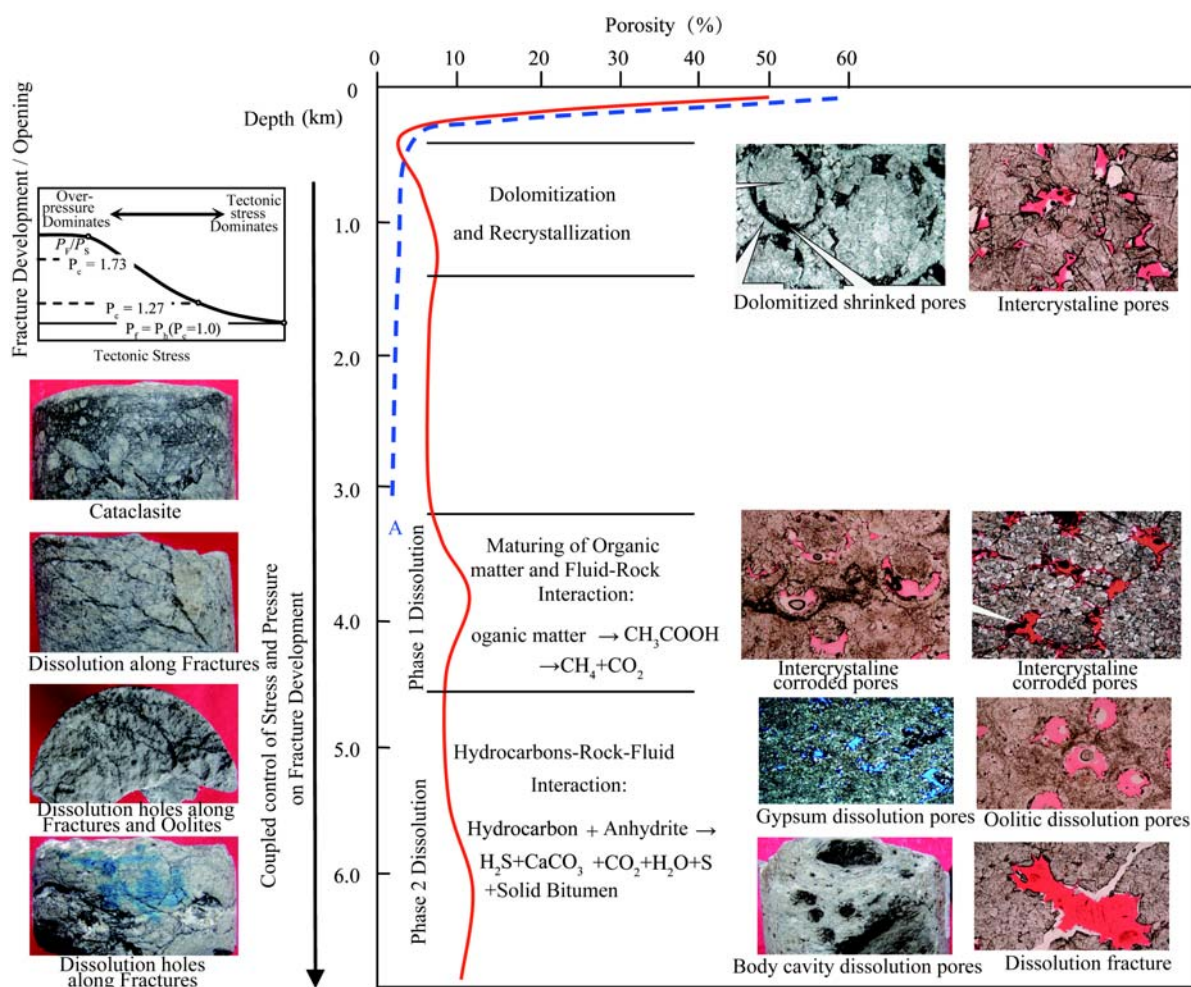 Porosity (%)
0 10 20 30 40 50 60
0
Depth (km)
1.0
2.0
3.0
4.0
5.0
6.0
Fracture Development / Opening
Over-
pressure
Dominates
Tectonic
stress
Dominates
PF/PS
Pc = 1.73
Pc = 1.27
Pf = Ph(Pc=1.0)
Tectonic Stress
Cataclasite
Dissolution along Fractures
Dissolution holes along
Fractures and Oolites
Dissolution holes
along Fractures
Coupled control of Stress and Pressure
on Fracture Development
A
Dolomitization
and Recrystallization
Phase 1 Dissolution
Maturing of Organic
matter and Fluid-Rock
Interaction:
oganic matter → CH3COOH
→CH4+CO2
Phase 2 Dissolution
Hydrocarbons-Rock-Fluid
Interaction:
Hydrocarbon + Anhydrite →
H2S+CaCO3 +CO2+H2O+S
+Solid Bitumen
Dolomitized shrinked pores
Intercrystaline pores
Intercrystaline
corroded pores
Intercrystaline
corroded pores
Gypsum dissolution pores
Oolitic dissolution pores
Body cavity dissolution pores
Dissolution fracture